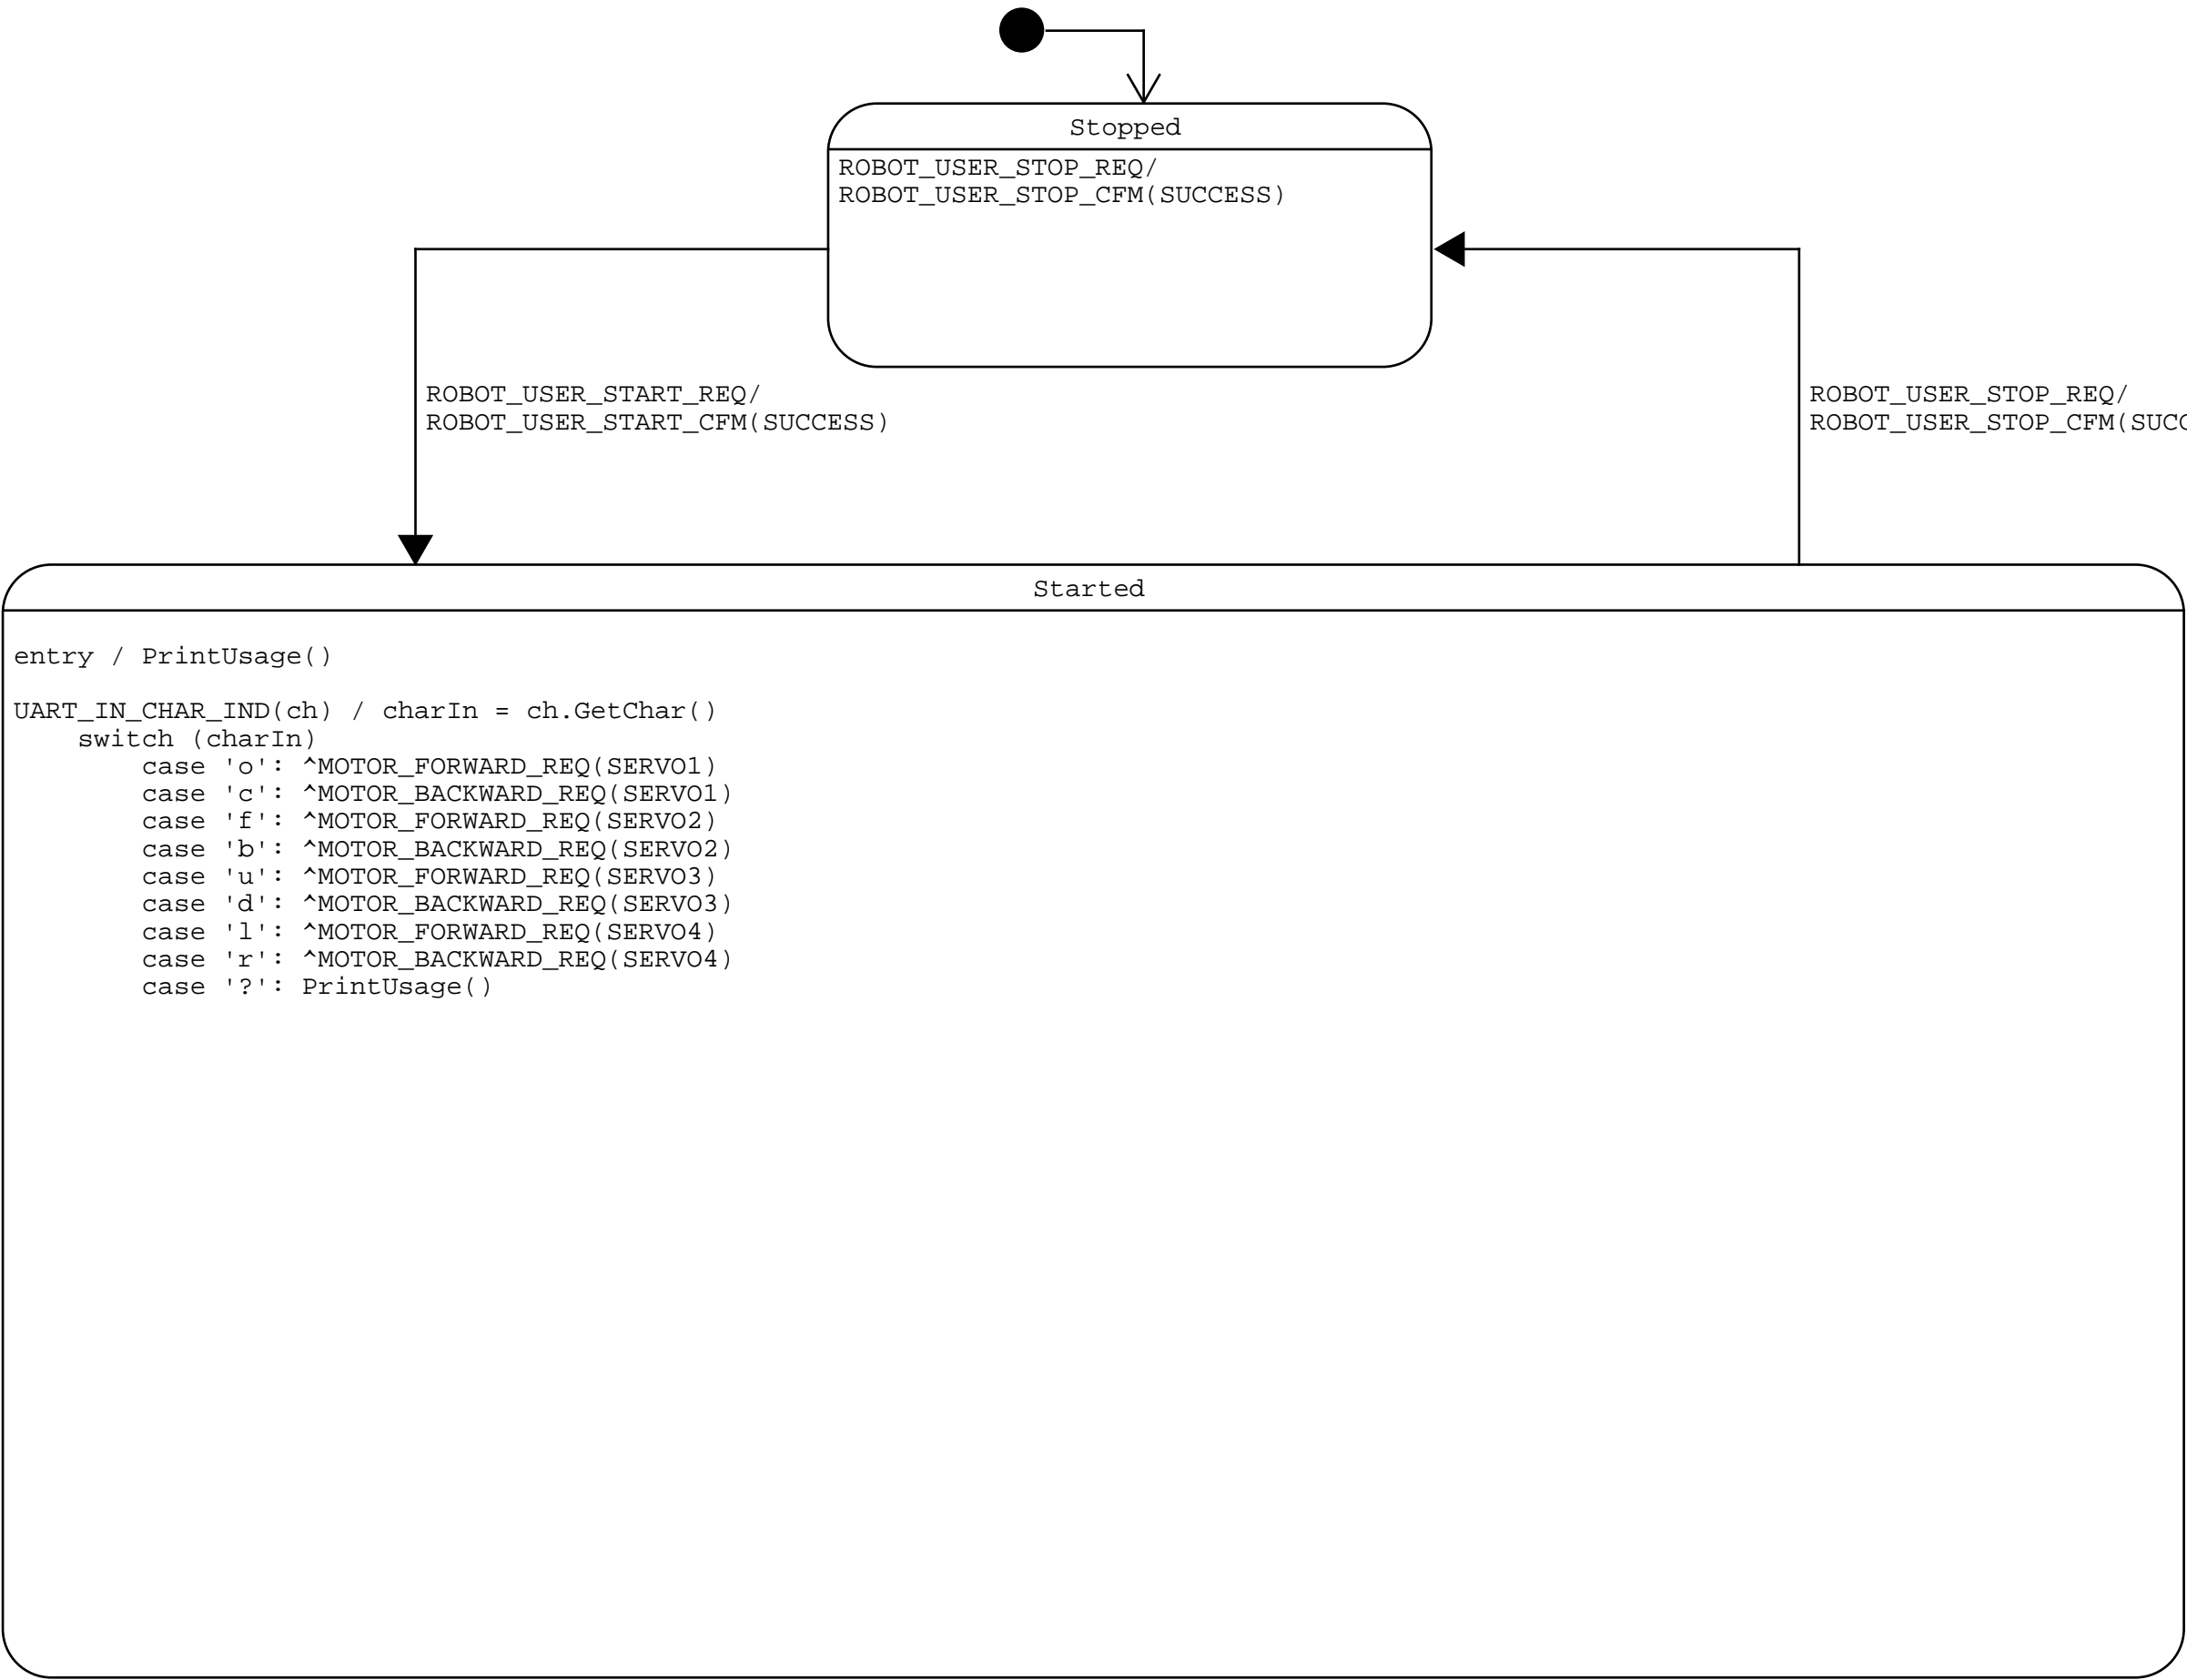 Stopped
ROBOT_USER_STOP_REQ/
ROBOT_USER_STOP_CFM(SUCCESS)
ROBOT_USER_START_REQ/
ROBOT_USER_START_CFM(SUCCESS)
ROBOT_USER_STOP_REQ/
ROBOT_USER_STOP_CFM(SUCC
Started
entry / PrintUsage()
UART_IN_CHAR_IND(ch) / charIn = ch.GetChar()
    switch (charIn)
        case 'o': ^MOTOR_FORWARD_REQ(SERVO1)
        case 'c': ^MOTOR_BACKWARD_REQ(SERVO1)
        case 'f': ^MOTOR_FORWARD_REQ(SERVO2)
        case 'b': ^MOTOR_BACKWARD_REQ(SERVO2)
        case 'u': ^MOTOR_FORWARD_REQ(SERVO3)
        case 'd': ^MOTOR_BACKWARD_REQ(SERVO3)
        case 'l': ^MOTOR_FORWARD_REQ(SERVO4)
        case 'r': ^MOTOR_BACKWARD_REQ(SERVO4)
        case '?': PrintUsage()